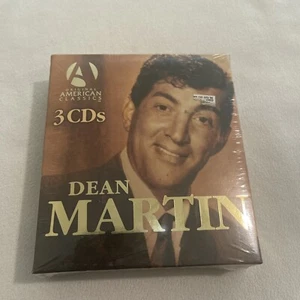 ORIGINAL
AMERICAN
CLASSICS
3 CDs
DEAN
MARTIN